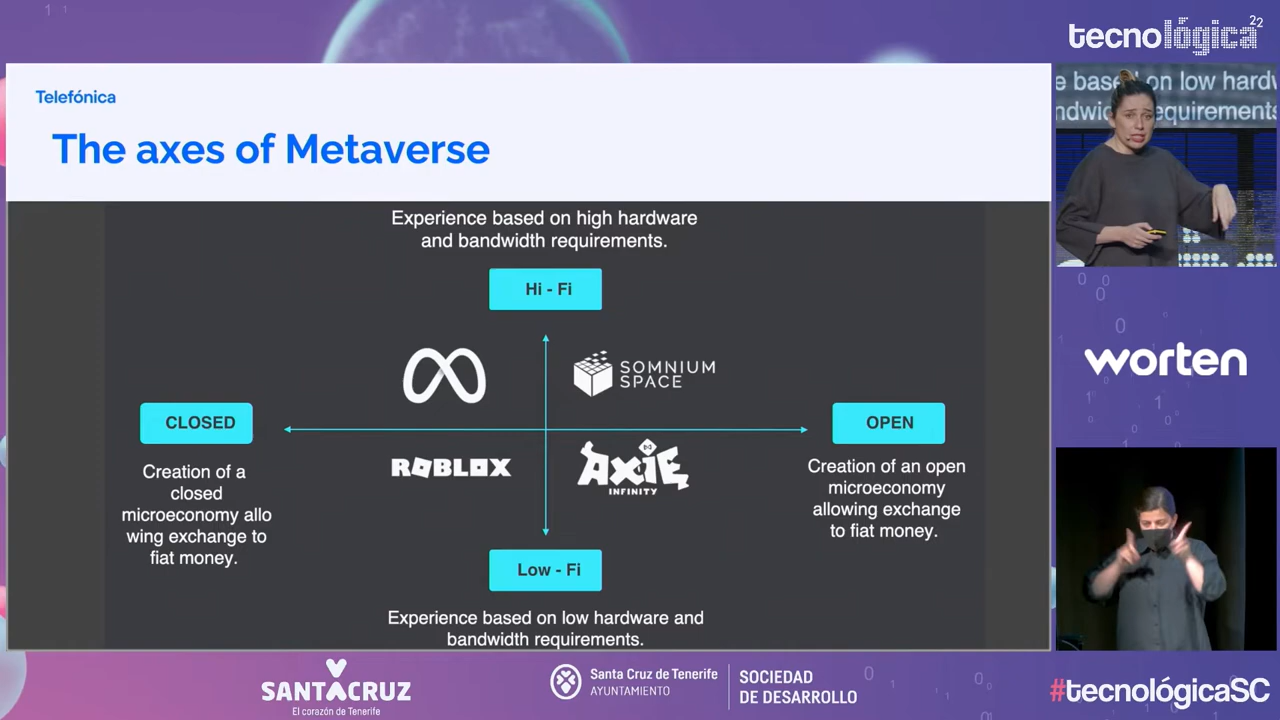 tecnológica22
Telefónica
The axes of Metaverse
Experience based on high hardware
and bandwidth requirements.
Hi - Fi
SOMNIUM
SPACE
CLOSED
OPEN
ROBLOX
AXIE
INFINITY
Creation of a
closed
microeconomy allo
wing exchange to
fiat money.
Creation of an open
microeconomy
allowing exchange
to fiat money.
Low - Fi
Experience based on low hardware and
bandwidth requirements.
e based on low hardw
ndwid equirements
worten
SANTACRUZ
El corazón de Tenerife
Santa Cruz de Tenerife
AYUNTAMIENTO
SOCIEDAD
DE DESARROLLO
#tecnológicaSC